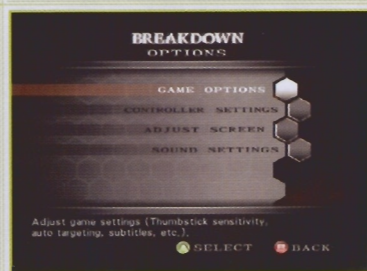 BREAKDOWN
OPTIONS
GAME OPTIONS
CONTROLLER SETTINGS
ADJUST SCREEN
SOUND SETTINGS
Adjust game settings (Thumbstick sensitivity,
auto targeting, subtitles, etc.).
A SELECT B BACK